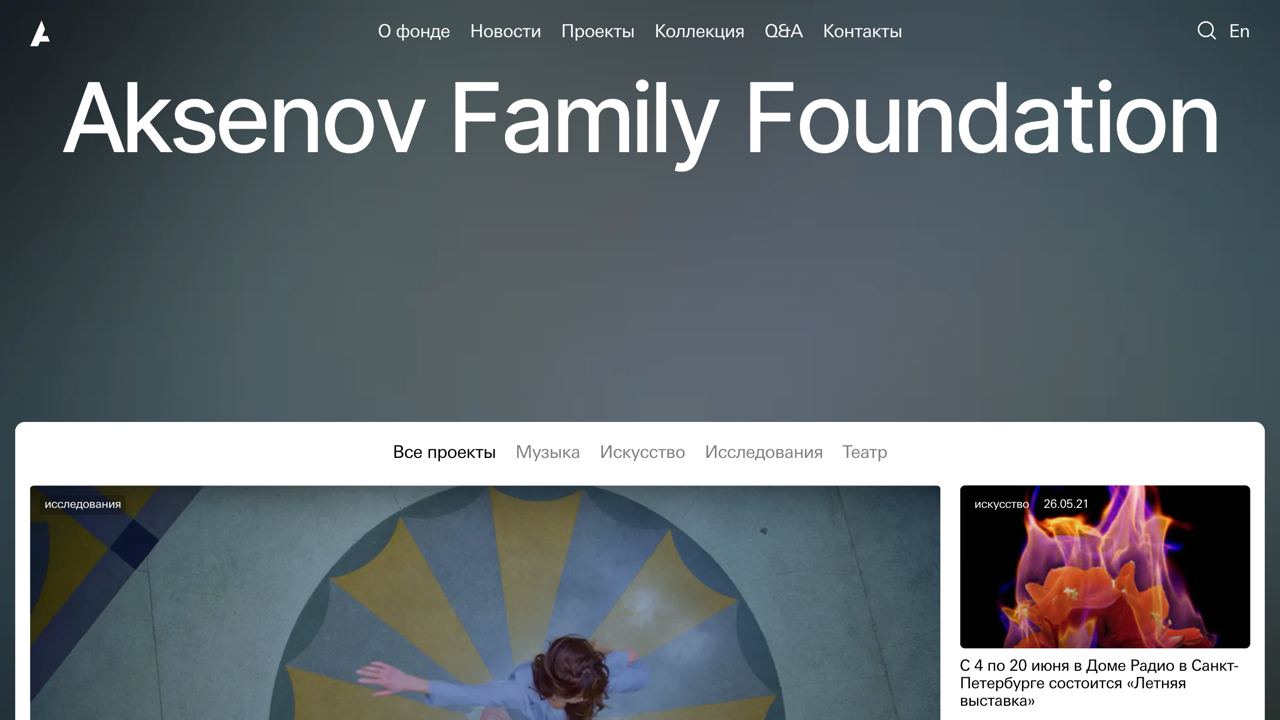 О фонде Новости Проекты Коллекция Q&A Контакты En
Aksenov Family Foundation
Все проекты Музыка Искусство Исследования Театр
исследования
искусство 26.05.21
С 4 по 20 июня в Доме Радио в Санкт-
Петербурге состоится «Летняя
выставка»